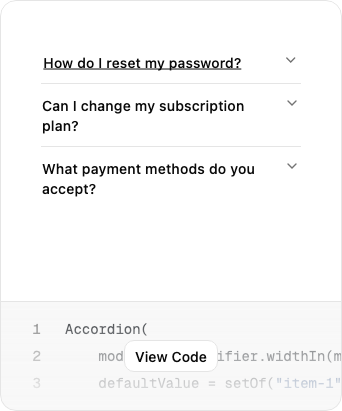 How do I reset my password?
Can I change my subscription
plan?
What payment methods do you
accept?
1 Accordion(
2 mod View Code ifier.widthIn(m
3 defaultValue = setOf("item-1"